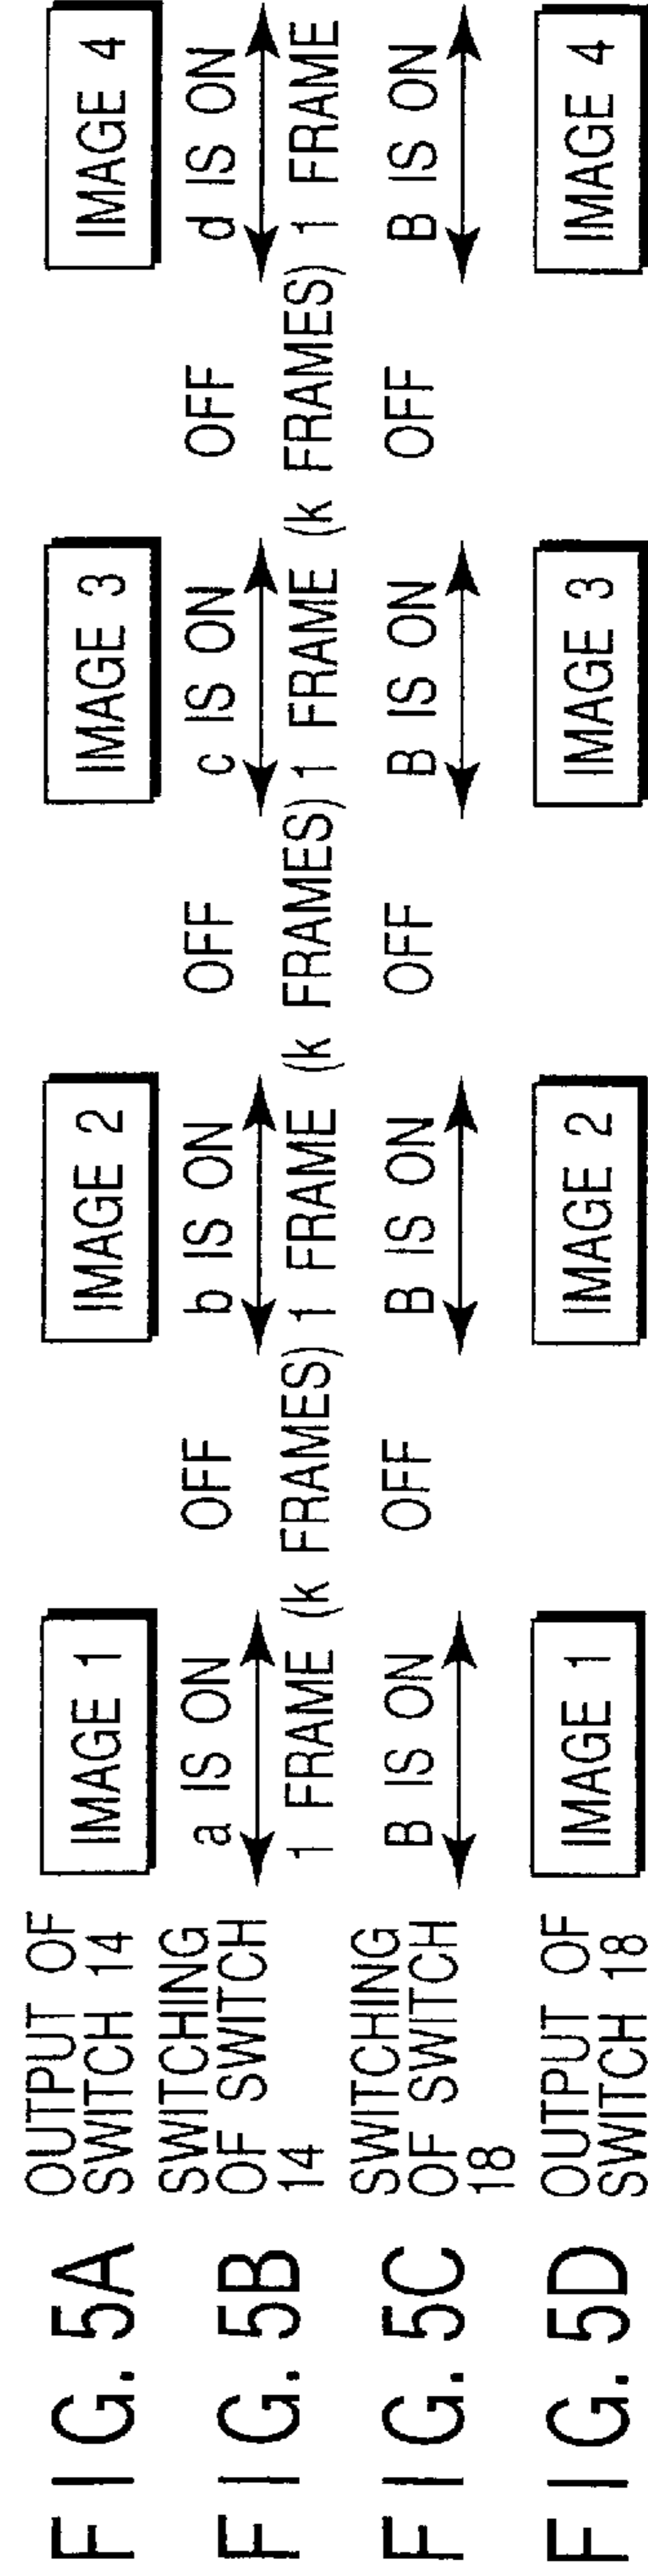 FIG. 5A
OUTPUT OF
SWITCH 14
IMAGE 1
IMAGE 2
IMAGE 3
IMAGE 4
FIG. 5B
SWITCHING
OF SWITCH
14
a IS ON
OFF
b IS ON
OFF
c IS ON
OFF
d IS ON
1 FRAME (k FRAMES) 1 FRAME (k FRAMES) 1 FRAME (k FRAMES) 1 FRAME
FIG. 5C
SWITCHING
OF SWITCH
18
B IS ON
OFF
B IS ON
OFF
B IS ON
OFF
B IS ON
FIG. 5D
OUTPUT OF
SWITCH 18
IMAGE 1
IMAGE 2
IMAGE 3
IMAGE 4